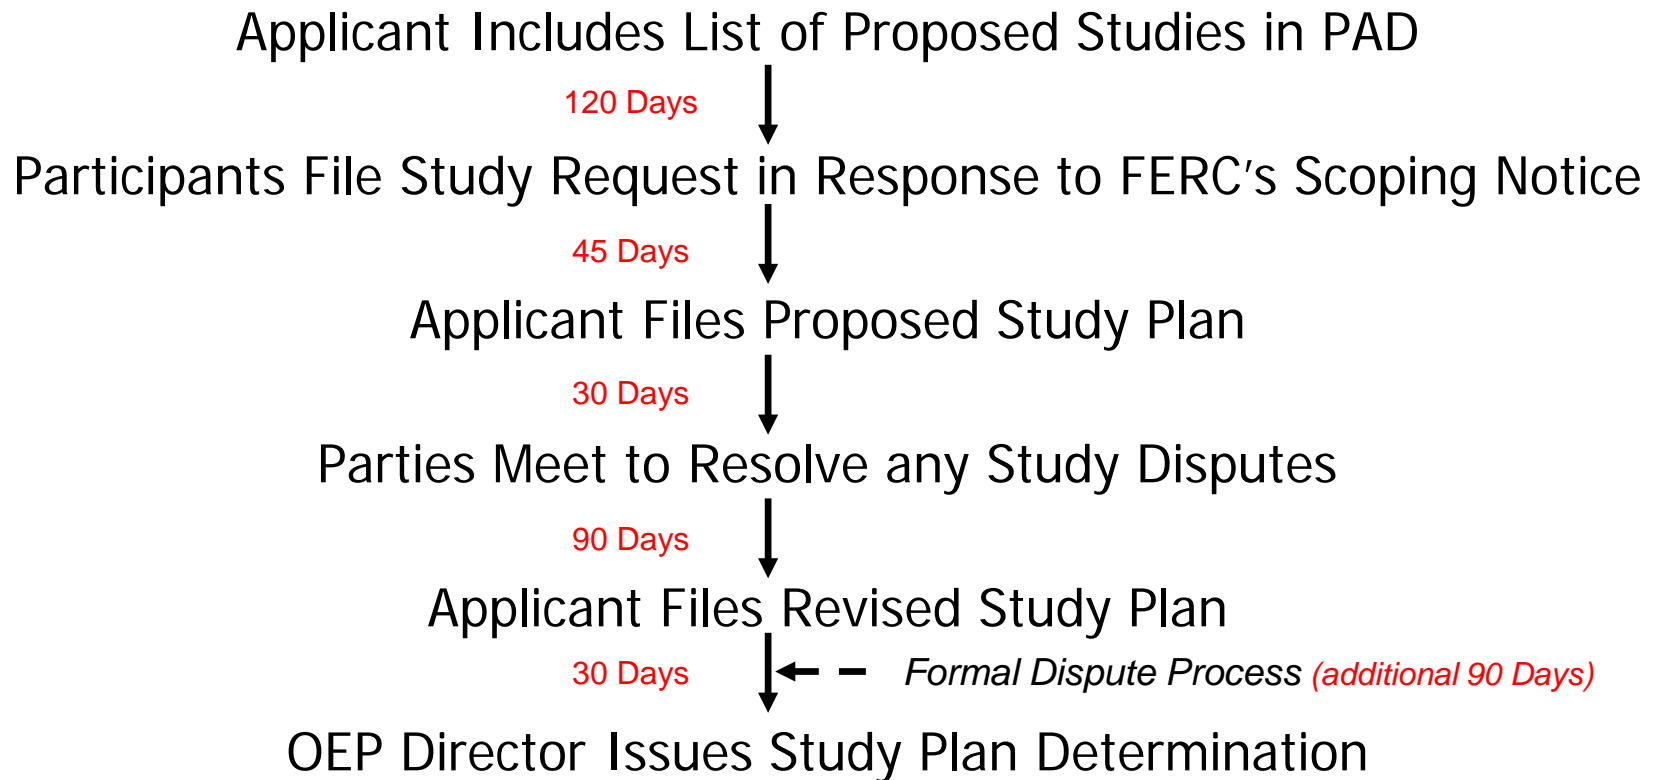 Applicant Includes List of Proposed Studies in PAD
120 Days
Participants File Study Request in Response to FERC's Scoping Notice
45 Days
Applicant Files Proposed Study Plan
30 Days
Parties Meet to Resolve any Study Disputes
90 Days
Applicant Files Revised Study Plan
30 Days Formal Dispute Process (additional 90 Days)
OEP Director Issues Study Plan Determination